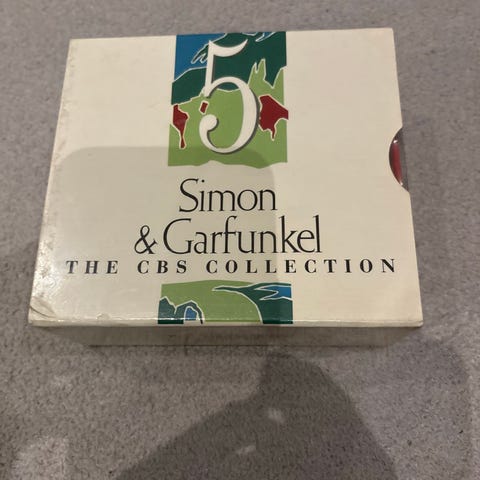 5
Simon
& Garfunkel
THE CBS COLLECTION